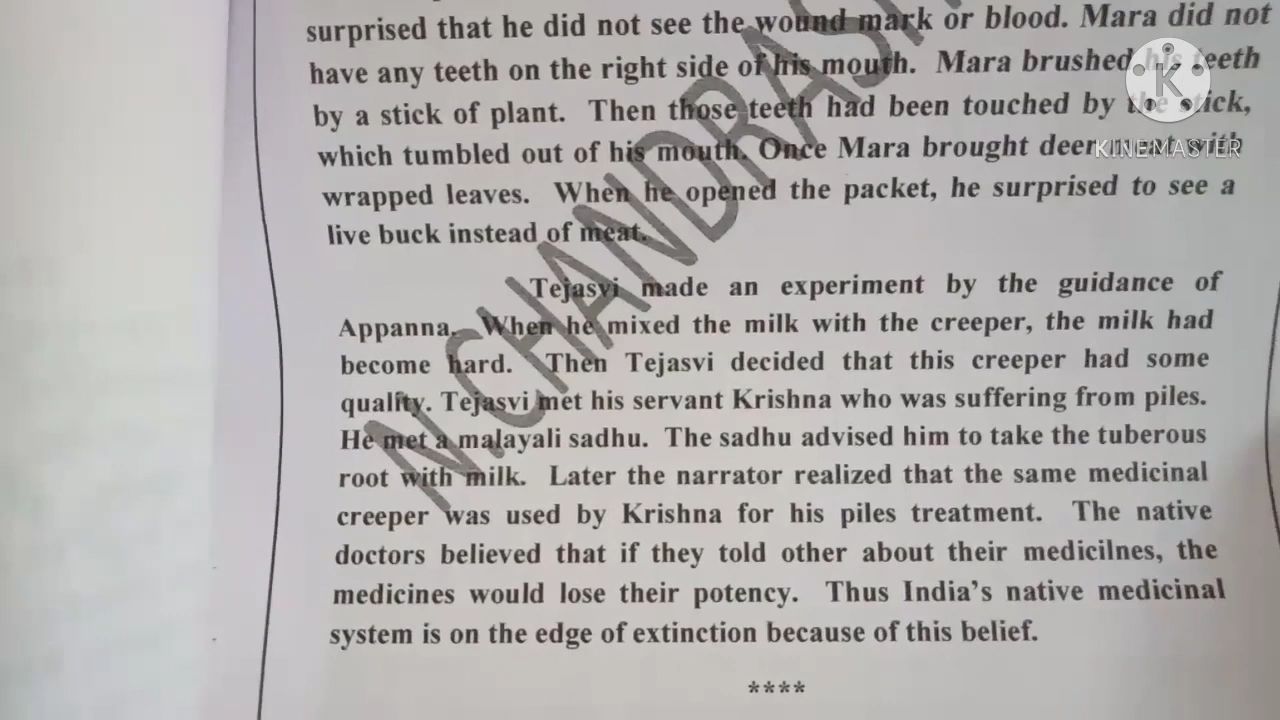 surprised that he did not see the wound mark or blood. Mara did not
have any teeth on the right side of his mouth. Mara brushed his teeth
by a stick of plant. Then those teeth had been touched by the stick,
which tumbled out of his mouth. Once Mara brought deer meat with
wrapped leaves. When he opened the packet, he surprised to see a
live buck instead of meat.
Tejasvi made an experiment by the guidance of
Appanna. When he mixed the milk with the creeper, the milk had
become hard. Then Tejasvi decided that this creeper had some
quality. Tejasvi met his servant Krishna who was suffering from piles.
He met a malayali sadhu. The sadhu advised him to take the tuberous
root with milk. Later the narrator realized that the same medicinal
creeper was used by Krishna for his piles treatment. The native
doctors believed that if they told other about their medicilnes, the
medicines would lose their potency. Thus India's native medicinal
system is on the edge of extinction because of this belief.
****
N.CHANDRASH
K
KINEMASTER